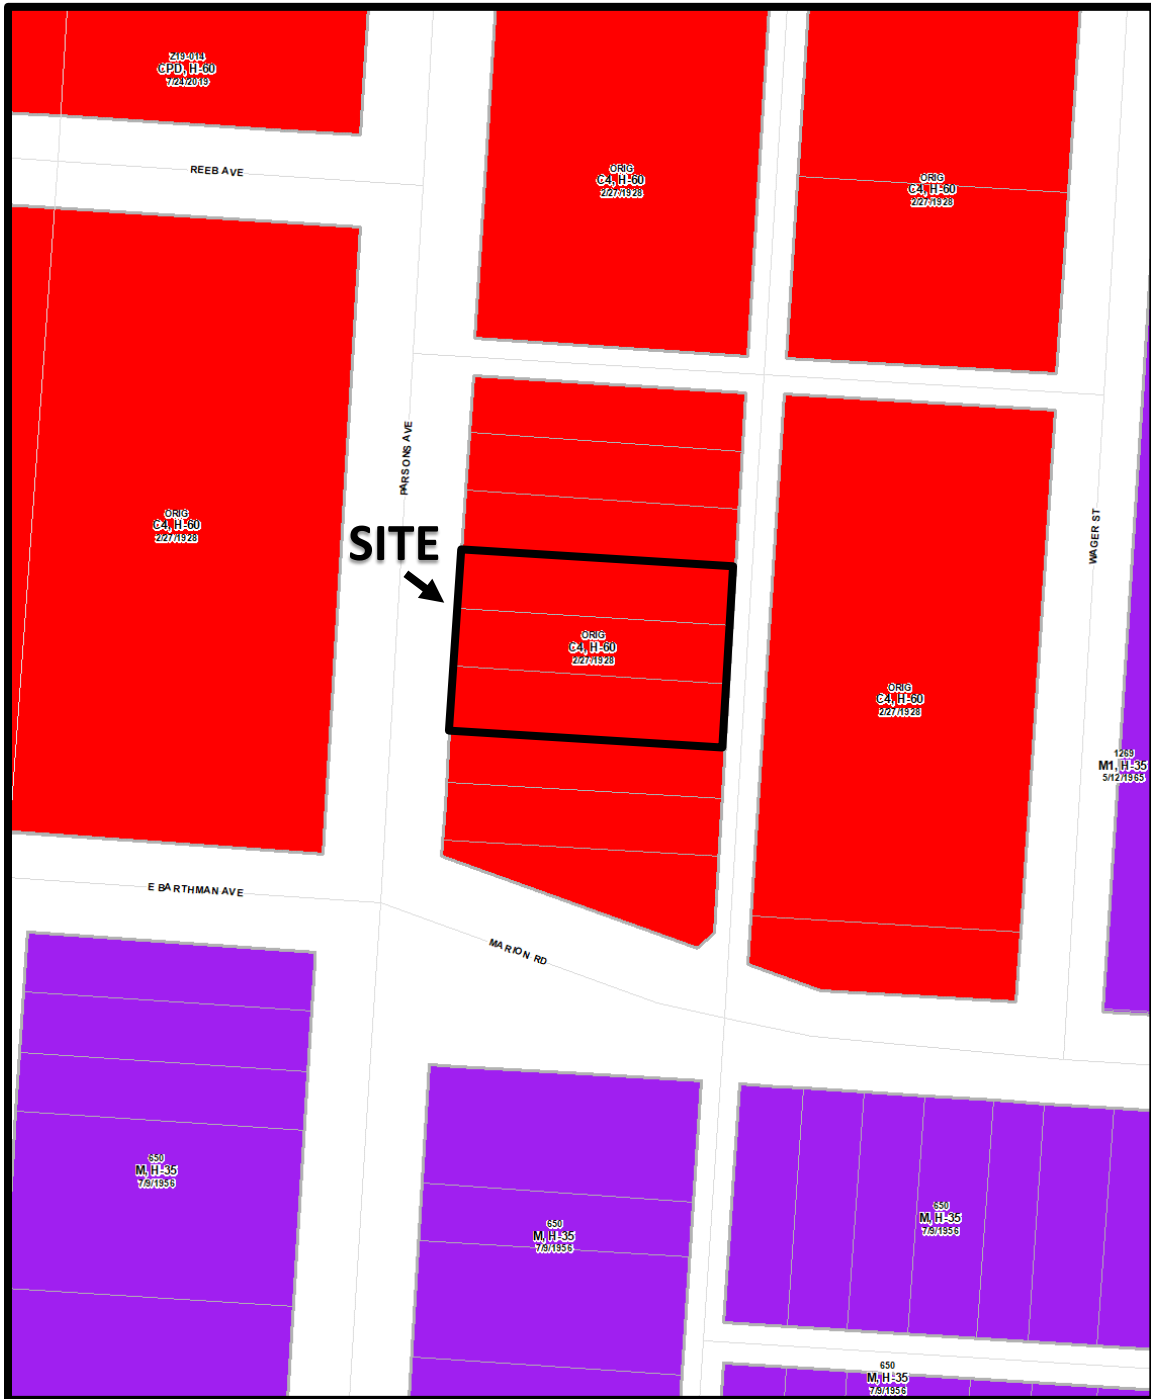 Z19-014
CPD, H-60
7/24/2019
REEB AVE
ORIG
C4, H-60
2/27/1928
ORIG
C4, H-60
2/27/1928
PARSONS AVE
ORIG
C4, H-60
2/27/1928
SITE
WAGER ST
ORIG
C4, H-60
2/27/1928
ORIG
C4, H-60
2/27/1928
1269
M1, H-35
5/12/1965
E BARTHMAN AVE
MARION RD
650
M, H-35
7/9/1956
650
M, H-35
7/9/1956
650
M, H-35
7/9/1956
650
M, H-35
7/9/1956